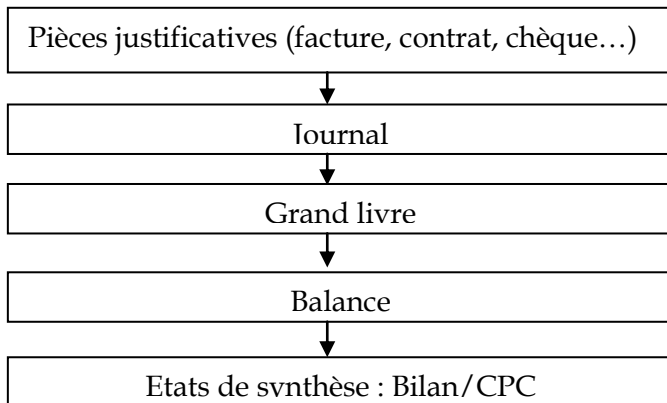 Pièces justificatives (facture, contrat, chèque…)
Journal
Grand livre
Balance
Etats de synthèse : Bilan/CPC